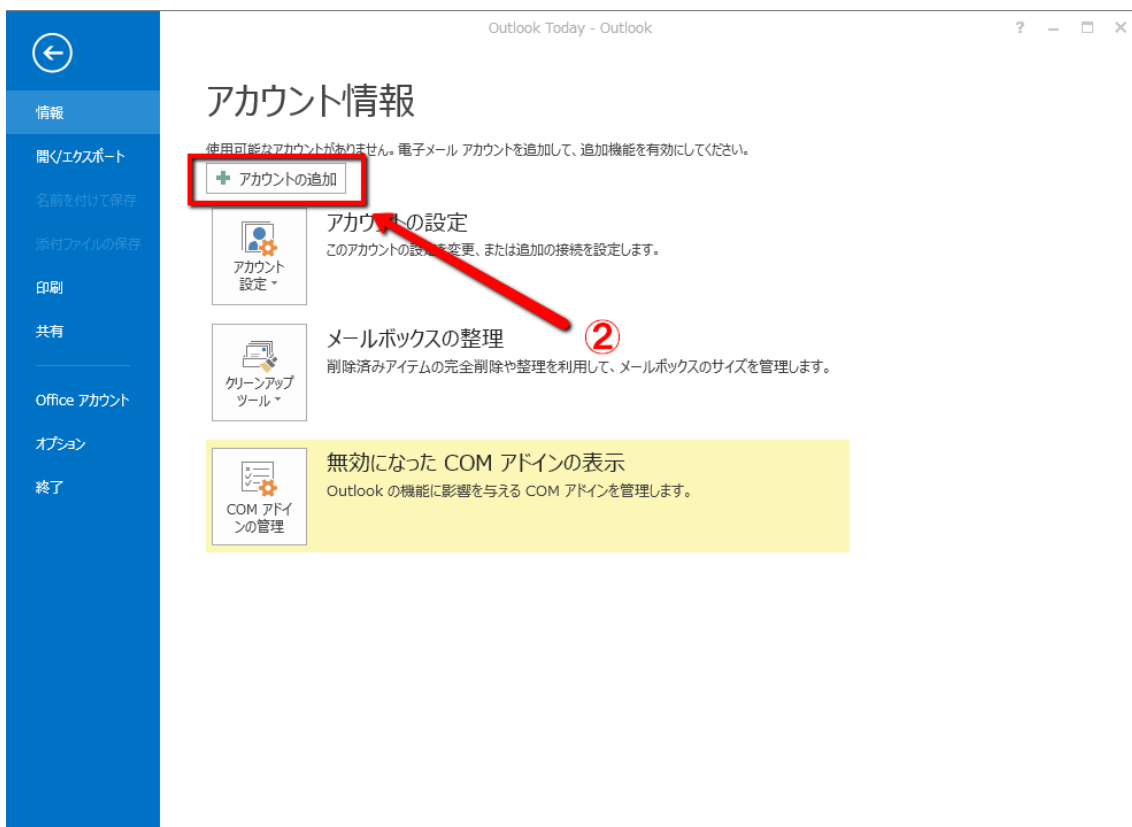 Outlook Today - Outlook
?
情報
開く/エクスポート
名前を付けて保存
添付ファイルの保存
印刷
共有
Office アカウント
オプション
終了
アカウント情報
使用可能なアカウントがありません。電子メール アカウントを追加して、追加機能を有効にしてください。
アカウントの追加
アカウント
設定
アカウントの設定
このアカウントの設定を変更、または追加の接続を設定します。
②
クリーンアップ
ツール
メールボックスの整理
削除済みアイテムの完全削除や整理を利用して、メールボックスのサイズを管理します。
COM アドイ
ンの管理
無効になった COM アドインの表示
Outlook の機能に影響を与える COM アドインを管理します。